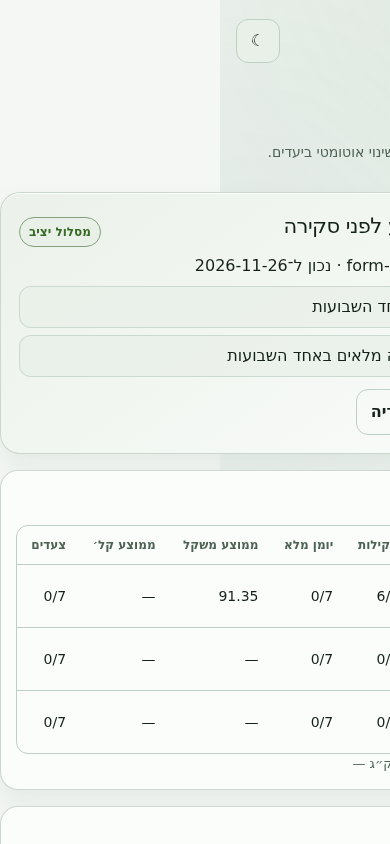 ☾
שינוי אוטומטי ביעדים.
לפני סקירה
מסלול יציב
form- · נכון ל־2026-11-26
חד השבועות
מלאים באחד השבועות
קילות יומן מלא ממוצע משקל ממוצע קל׳ צעדים
6/ 0/7 91.35 — 0/7
0/ 0/7 — — 0/7
0/ 0/7 — — 0/7
ק״ג —